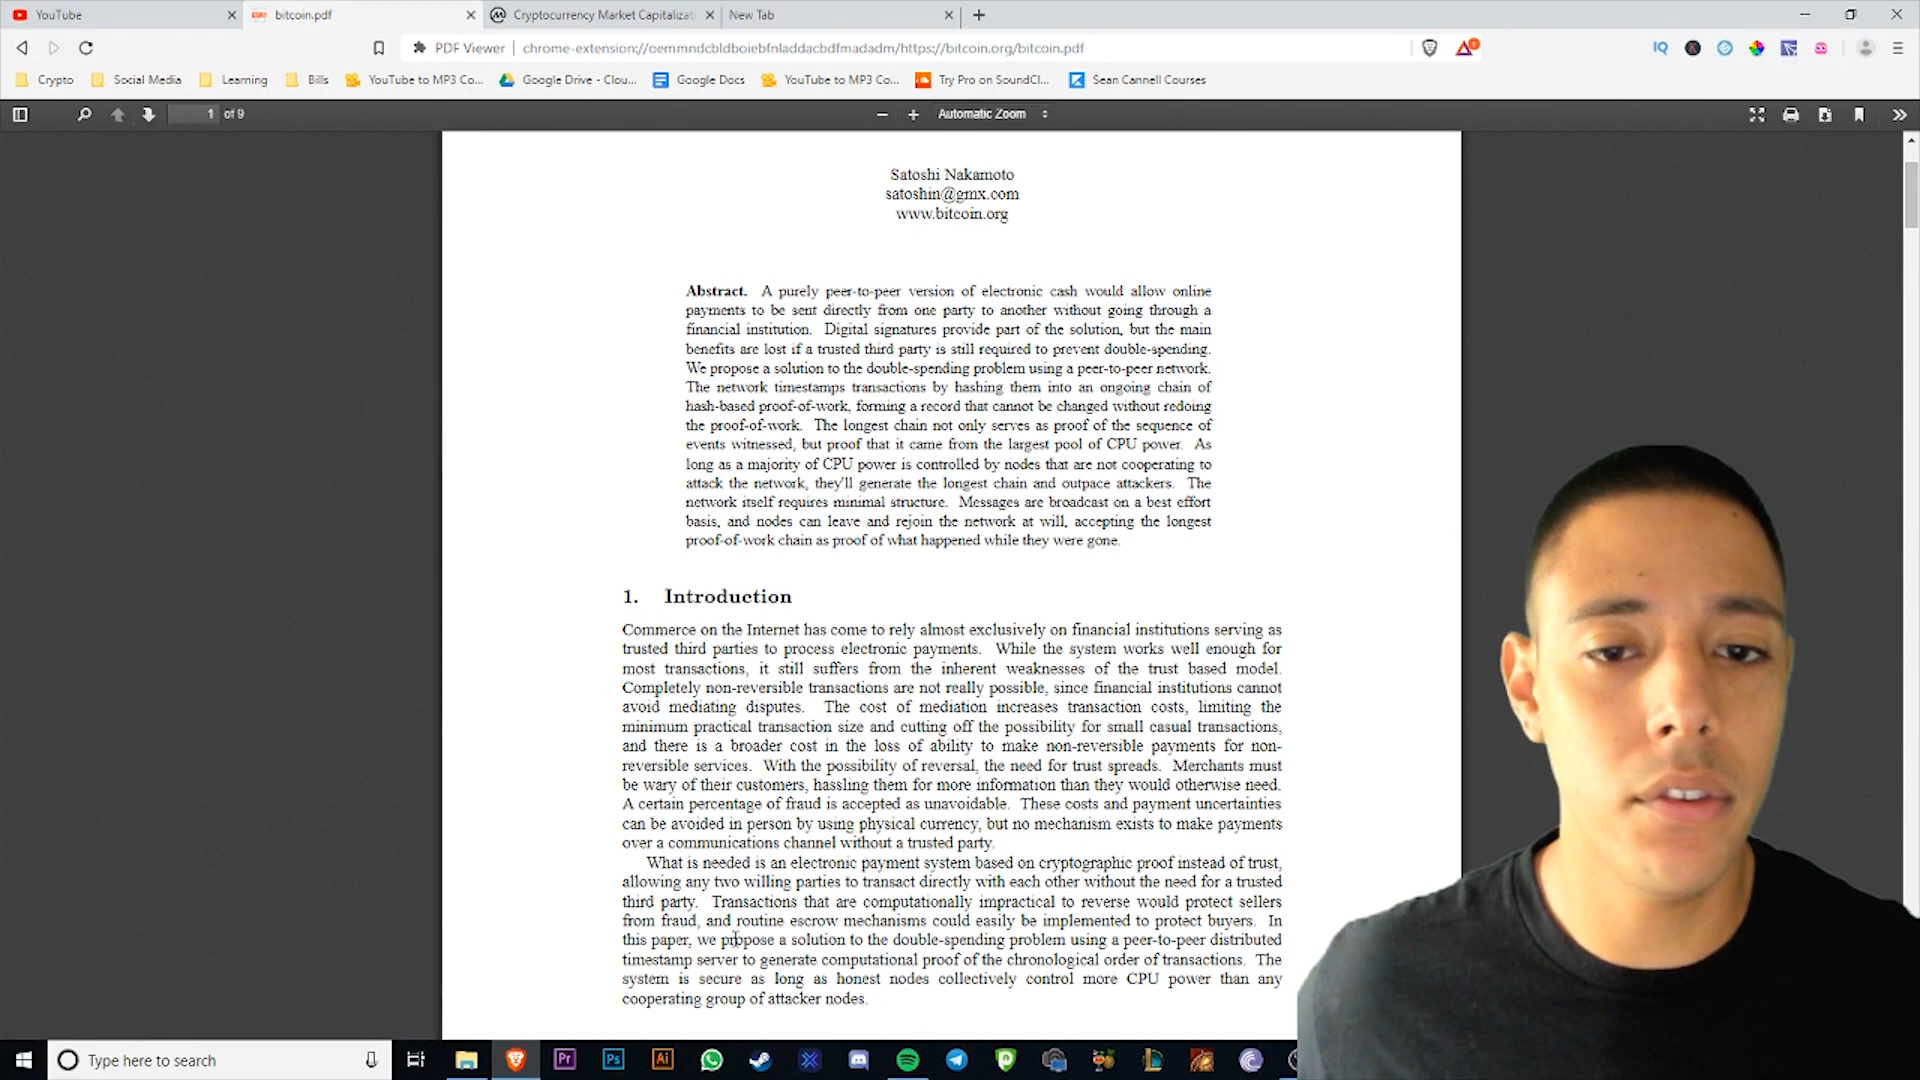 YouTube
bitcoin.pdf
Cryptocurrency Market Capitalizat
New Tab
PDF Viewer
chrome-extension://oemmndcbldboiebfnladdacbdfmadadm/https://bitcoin.org/bitcoin.pdf
IQ
Crypto
Social Media
Learning
Bills
YouTube to MP3 Co...
Google Drive - Clou...
Google Docs
YouTube to MP3 Co...
Try Pro on SoundCl...
Sean Cannell Courses
1 of 9
Automatic Zoom
Satoshi Nakamoto
satoshin@gmx.com
www.bitcoin.org
Abstract. A purely peer-to-peer version of electronic cash would allow online
payments to be sent directly from one party to another without going through a
financial institution. Digital signatures provide part of the solution, but the main
benefits are lost if a trusted third party is still required to prevent double-spending.
We propose a solution to the double-spending problem using a peer-to-peer network.
The network timestamps transactions by hashing them into an ongoing chain of
hash-based proof-of-work, forming a record that cannot be changed without redoing
the proof-of-work. The longest chain not only serves as proof of the sequence of
events witnessed, but proof that it came from the largest pool of CPU power. As
long as a majority of CPU power is controlled by nodes that are not cooperating to
attack the network, they'll generate the longest chain and outpace attackers. The
network itself requires minimal structure. Messages are broadcast on a best effort
basis, and nodes can leave and rejoin the network at will, accepting the longest
proof-of-work chain as proof of what happened while they were gone.
1. Introduction
Commerce on the Internet has come to rely almost exclusively on financial institutions serving as
trusted third parties to process electronic payments. While the system works well enough for
most transactions, it still suffers from the inherent weaknesses of the trust based model.
Completely non-reversible transactions are not really possible, since financial institutions cannot
avoid mediating disputes. The cost of mediation increases transaction costs, limiting the
minimum practical transaction size and cutting off the possibility for small casual transactions,
and there is a broader cost in the loss of ability to make non-reversible payments for non-
reversible services. With the possibility of reversal, the need for trust spreads. Merchants must
be wary of their customers, hassling them for more information than they would otherwise need.
A certain percentage of fraud is accepted as unavoidable. These costs and payment uncertainties
can be avoided in person by using physical currency, but no mechanism exists to make payments
over a communications channel without a trusted party.
What is needed is an electronic payment system based on cryptographic proof instead of trust,
allowing any two willing parties to transact directly with each other without the need for a trusted
third party. Transactions that are computationally impractical to reverse would protect sellers
from fraud, and routine escrow mechanisms could easily be implemented to protect buyers. In
this paper, we propose a solution to the double-spending problem using a peer-to-peer distributed
timestamp server to generate computational proof of the chronological order of transactions. The
system is secure as long as honest nodes collectively control more CPU power than any
cooperating group of attacker nodes.
Type here to search
Pr
Ps
Ai